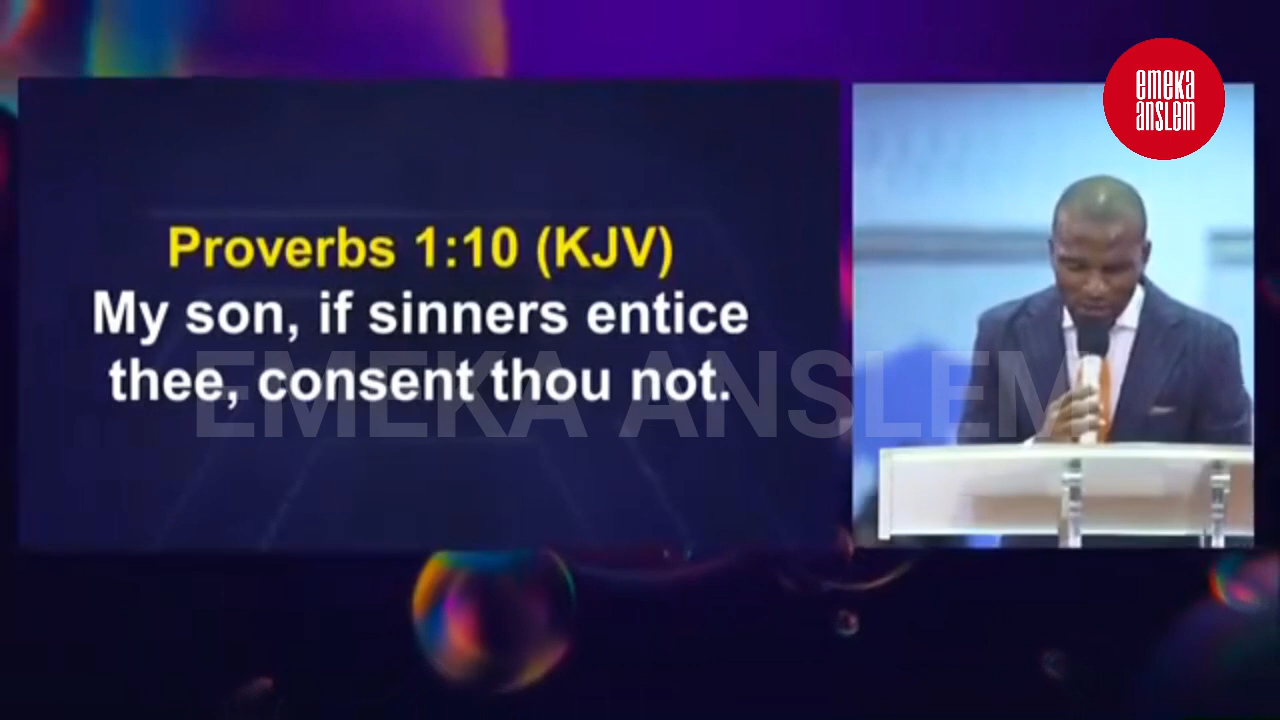 emeka
anslem
Proverbs 1:10 (KJV)
My son, if sinners entice
thee, consent thou not.
EMEKA ANSLEM